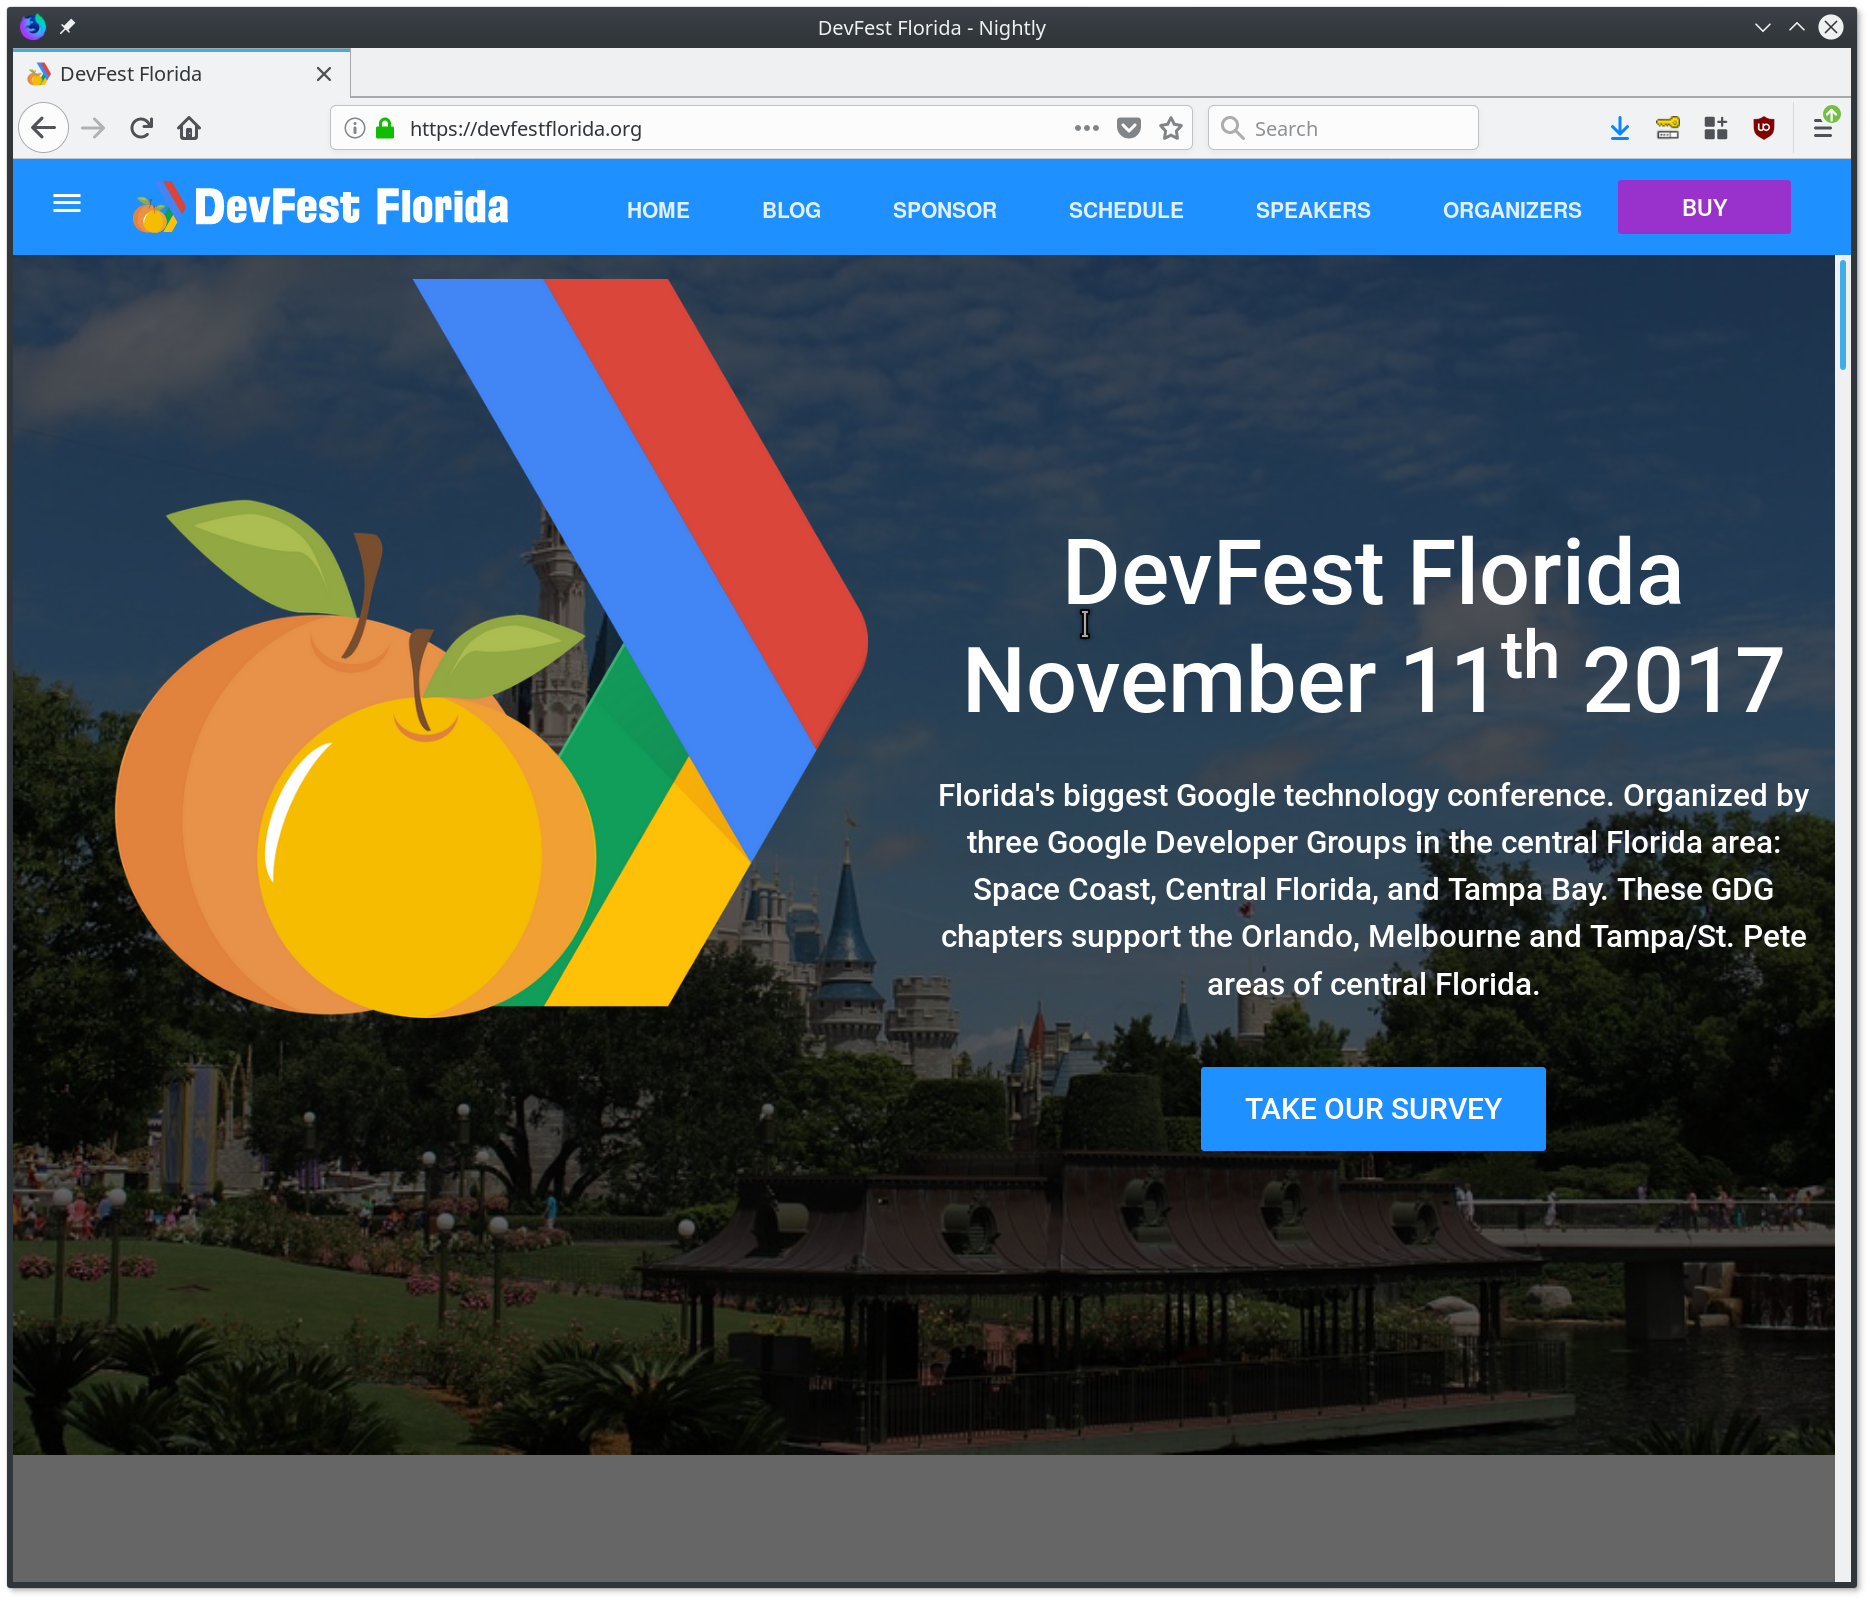 DevFest Florida - Nightly
DevFest Florida
https://devfestflorida.org
Search
DevFest Florida
HOME
BLOG
SPONSOR
SCHEDULE
SPEAKERS
ORGANIZERS
BUY
DevFest Florida
November 11th 2017
Florida's biggest Google technology conference. Organized by
three Google Developer Groups in the central Florida area:
Space Coast, Central Florida, and Tampa Bay. These GDG
chapters support the Orlando, Melbourne and Tampa/St. Pete
areas of central Florida.
TAKE OUR SURVEY